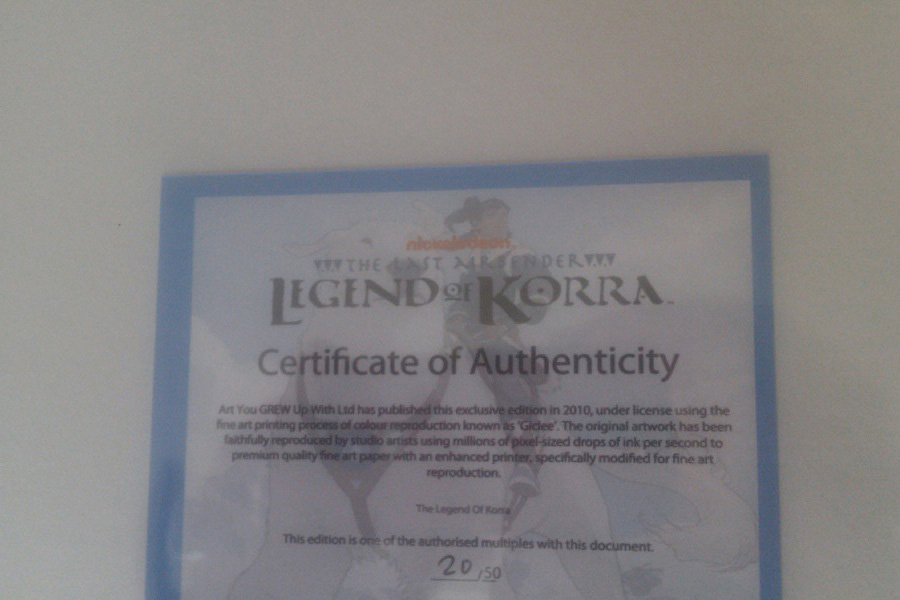 nickelodeon
THE LAST AIRBENDER
LEGEND OF KORRA™
Certificate of Authenticity
Art You GREW Up With Ltd has published this exclusive edition in 2010, under license using the
fine art printing process of colour reproduction known as 'Giclee'. The original artwork has been
faithfully reproduced by studio artists using millions of pixel-sized drops of ink per second to
premium quality fine art paper with an enhanced printer, specifically modified for fine art
reproduction.
The Legend Of Korra
This edition is one of the authorised multiples with this document.
20/50